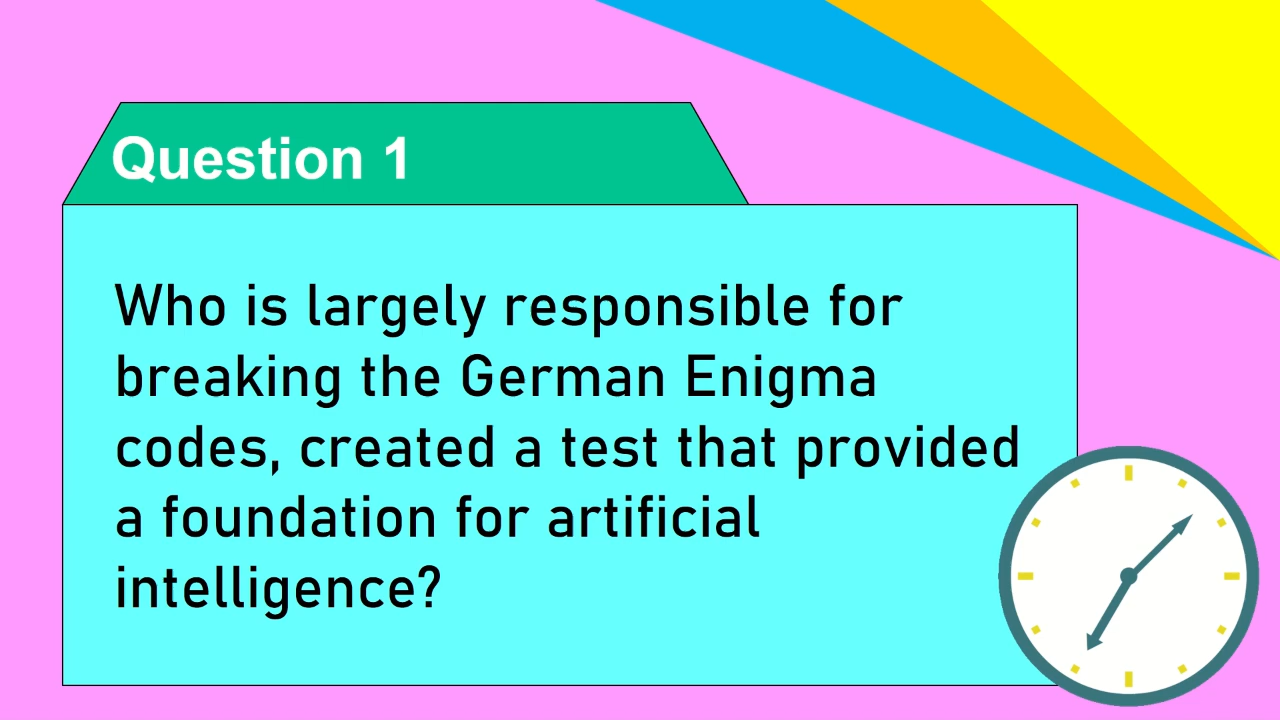 Question 1
Who is largely responsible for
breaking the German Enigma
codes, created a test that provided
a foundation for artificial
intelligence?